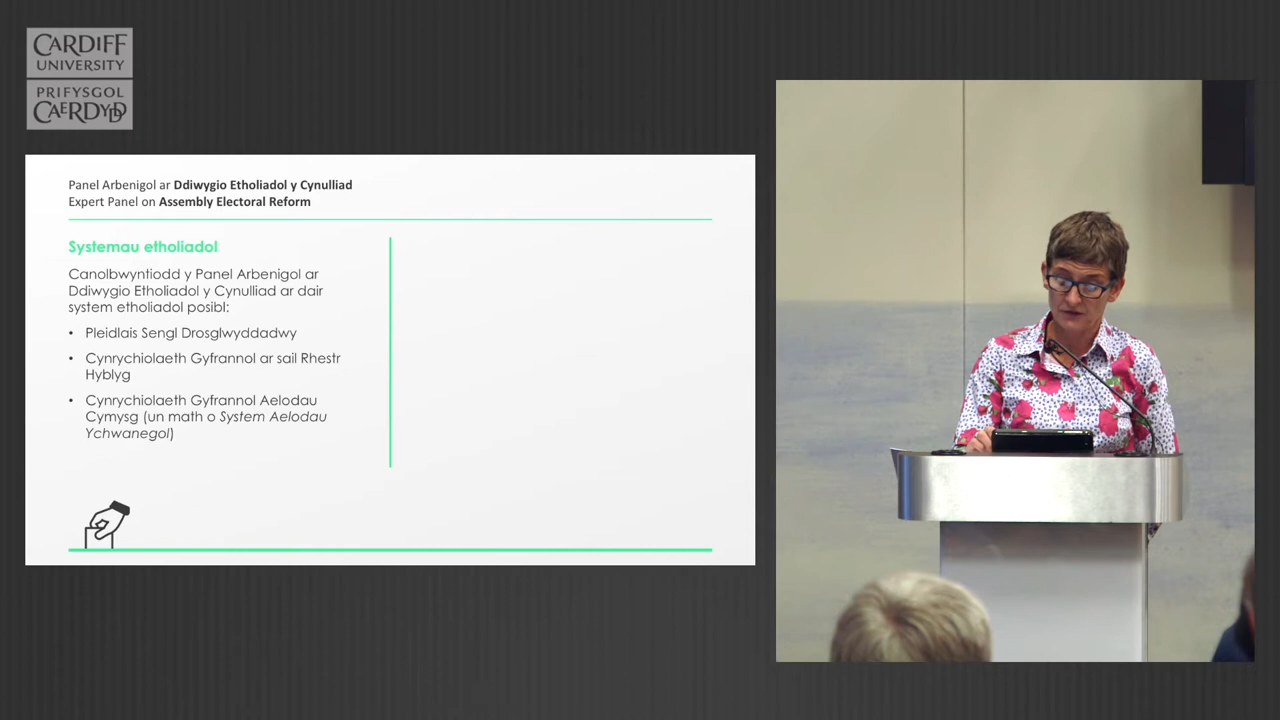 CARDIFF
UNIVERSITY
PRIFYSGOL
CAERDYDD
Panel Arbenigol ar Ddiwygio Etholiadol y Cynulliad
Expert Panel on Assembly Electoral Reform
Systemau etholiadol
Canolbwyntiodd y Panel Arbenigol ar
Ddiwygio Etholiadol y Cynulliad ar dair
system etholiadol posibl:
• Pleidlais Sengl Drosglwyddadwy
• Cynrychiolaeth Gyfrannol ar sail Rhestr
Hyblyg
• Cynrychiolaeth Gyfrannol Aelodau
Cymysg (un math o System Aelodau
Ychwanegol)